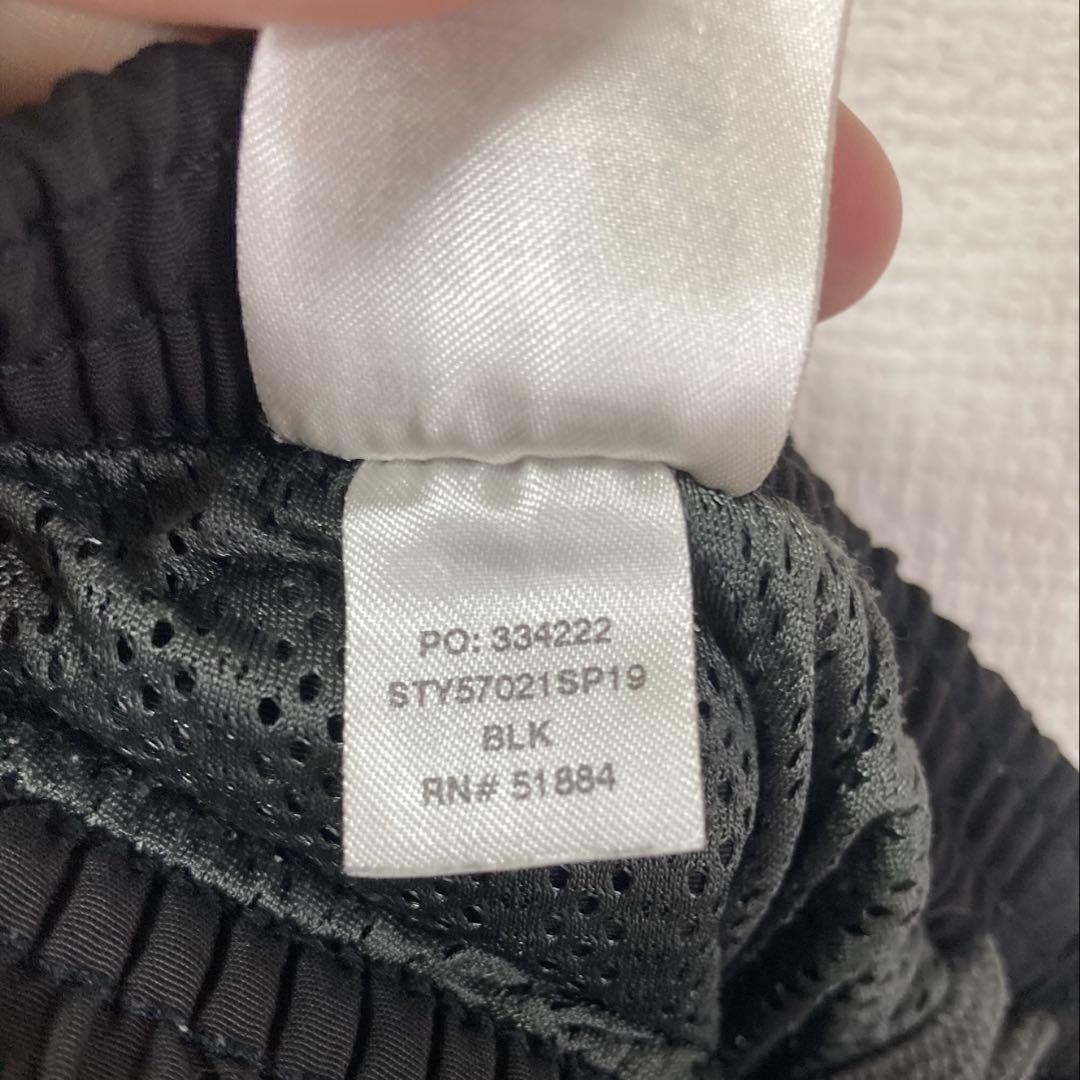 PO: 334222
STY57021SP19
BLK
RN# 51884